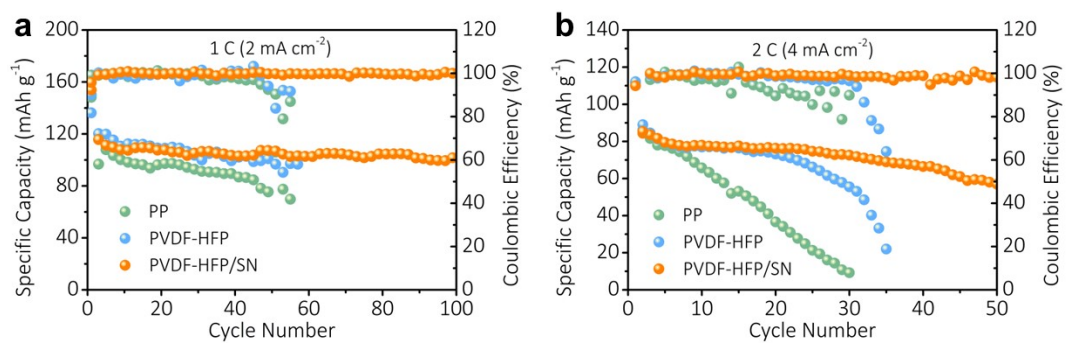 a
1 C (2 mA cm⁻²)
Specific Capacity (mAh g⁻¹)
200
160
120
80
40
0
PP
PVDF-HFP
PVDF-HFP/SN
0 20 40 60 80 100
Cycle Number
120
100
80
60
40
20
0
Coulombic Efficiency (%)
b
2 C (4 mA cm⁻²)
Specific Capacity (mAh g⁻¹)
140
120
100
80
60
40
20
0
PP
PVDF-HFP
PVDF-HFP/SN
0 10 20 30 40 50
Cycle Number
120
100
80
60
40
20
0
Coulombic Efficiency (%)